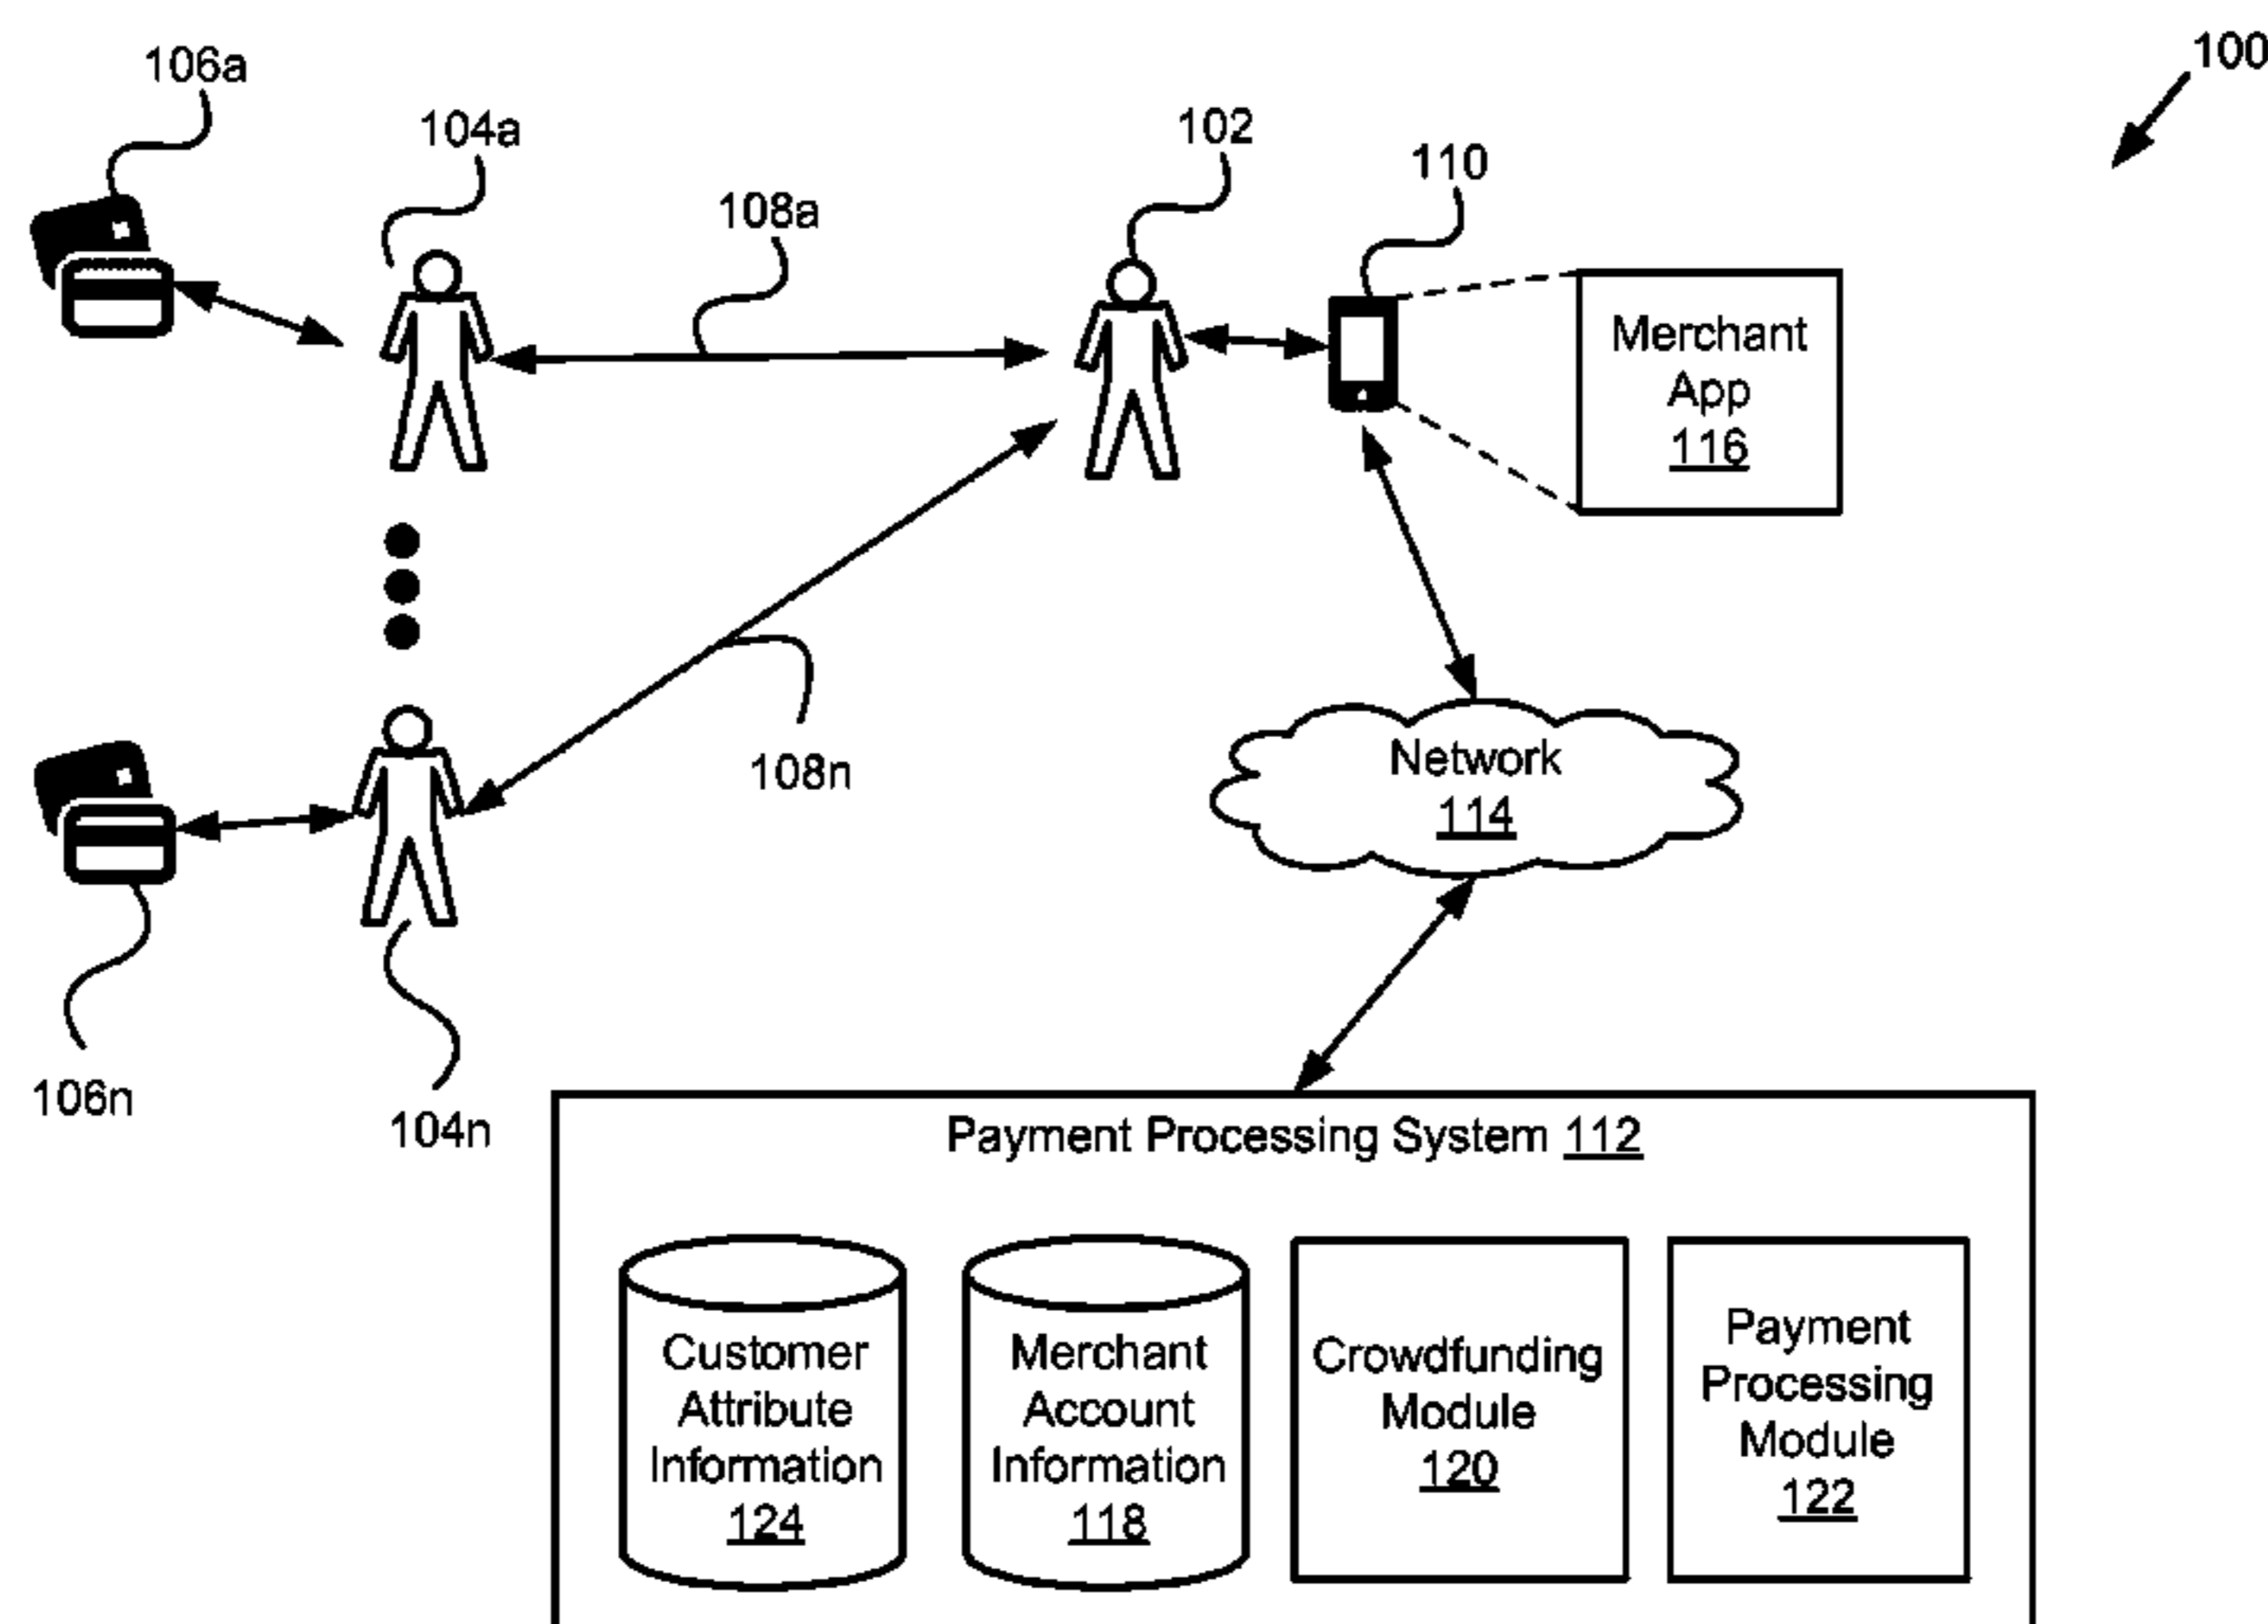 100
106a
104a
102
110
108a
Merchant
App
116
108n
Network
114
106n
104n
Payment Processing System 112
Customer
Attribute
Information
124
Merchant
Account
Information
118
Crowdfunding
Module
120
Payment
Processing
Module
122